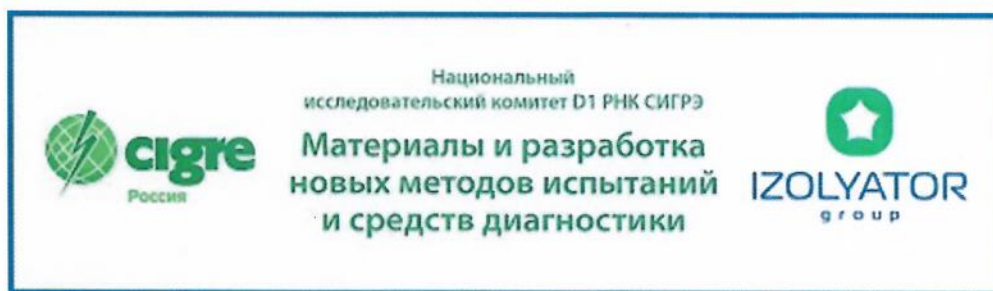 cigre
Россия
Национальный
исследовательский комитет D1 РНК СИГРЭ
Материалы и разработка
новых методов испытаний
и средств диагностики
IZOLYATOR
group